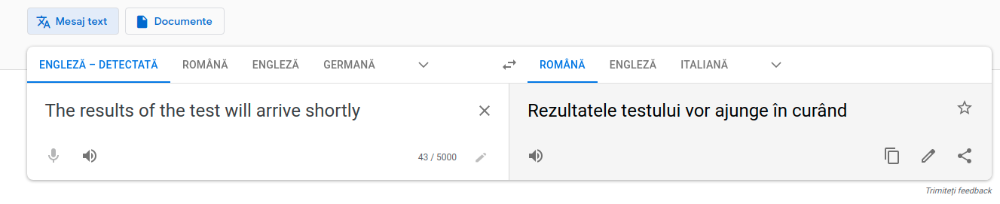 Mesaj text Documente
ENGLEZĂ – DETECTATĂ ROMÂNĂ ENGLEZĂ GERMANĂ ROMÂNĂ ENGLEZĂ ITALIANĂ
The results of the test will arrive shortly
Rezultatele testului vor ajunge în curând
43 / 5000
Trimiteți feedback